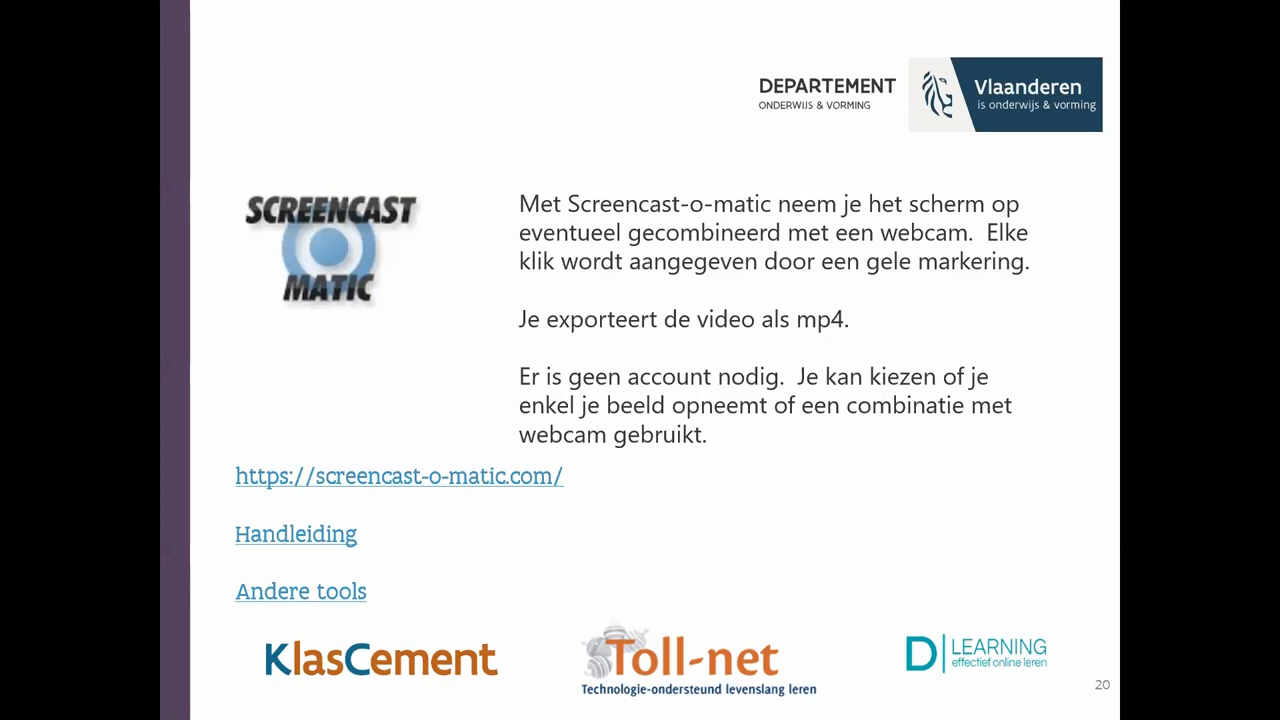 DEPARTEMENT
ONDERWIJS & VORMING
Vlaanderen
is onderwijs & vorming
SCREENCAST
MATIC
Met Screencast-o-matic neem je het scherm op
eventueel gecombineerd met een webcam.  Elke
klik wordt aangegeven door een gele markering.
Je exporteert de video als mp4.
Er is geen account nodig.  Je kan kiezen of je
enkel je beeld opneemt of een combinatie met
webcam gebruikt.
https://screencast-o-matic.com/
Handleiding
Andere tools
KlasCement
Toll-net
Technologie-ondersteund levenslang leren
D LEARNING
effectief online leren
20